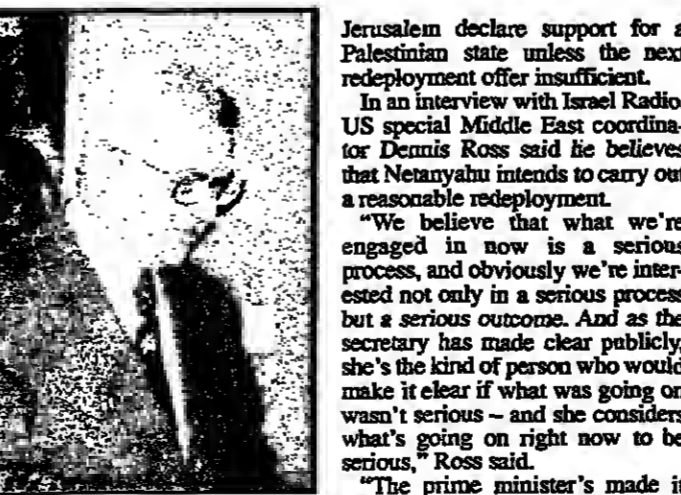 Jerusalem declare support for a
Palestinian state unless the next
redeployment offer insufficient.
In an interview with Israel Radio,
US special Middle East coordina-
tor Dennis Ross said he believes
that Netanyahu intends to carry out
a reasonable redeployment.
"We believe that what we're
engaged in now is a serious
process, and obviously we're inter-
ested not only in a serious process
but a serious outcome. And as the
secretary has made clear publicly,
she's the kind of person who would
make it clear if what was going on
wasn't serious – and she considers
what's going on right now to be
serious," Ross said.
"The prime minister's made it